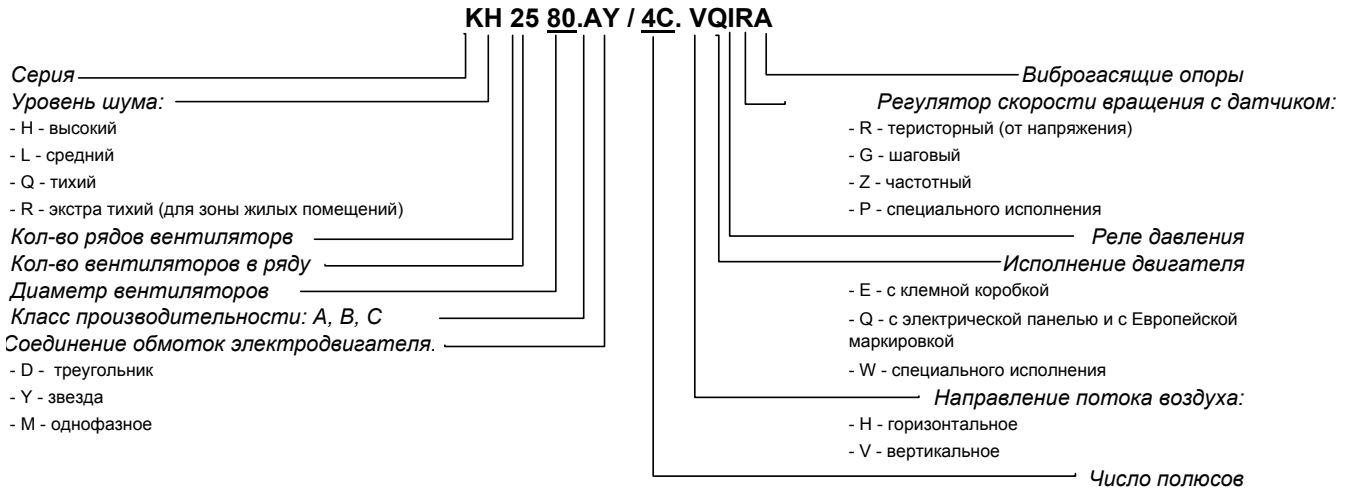 KH 25 80.AY / 4C. VQIRA
Серия
Уровень шума:
- H - высокий
- L - средний
- Q - тихий
- R - экстра тихий (для зоны жилых помещений)
Кол-во рядов вентиляторв
Кол-во вентиляторов в ряду
Диаметр вентиляторов
Класс производительности: A, B, C
Соединение обмоток электродвигателя.
- D - треугольник
- Y - звезда
- M - однофазное
Виброгасящие опоры
Регулятор скорости вращения с датчиком:
- R - теристорный (от напряжения)
- G - шаговый
- Z - частотный
- P - специального исполнения
Реле давления
Исполнение двигателя
- E - с клемной коробкой
- Q - с электрической панелью и с Европейской
маркировкой
- W - специального исполнения
Направление потока воздуха:
- H - горизонтальное
- V - вертикальное
Число полюсов